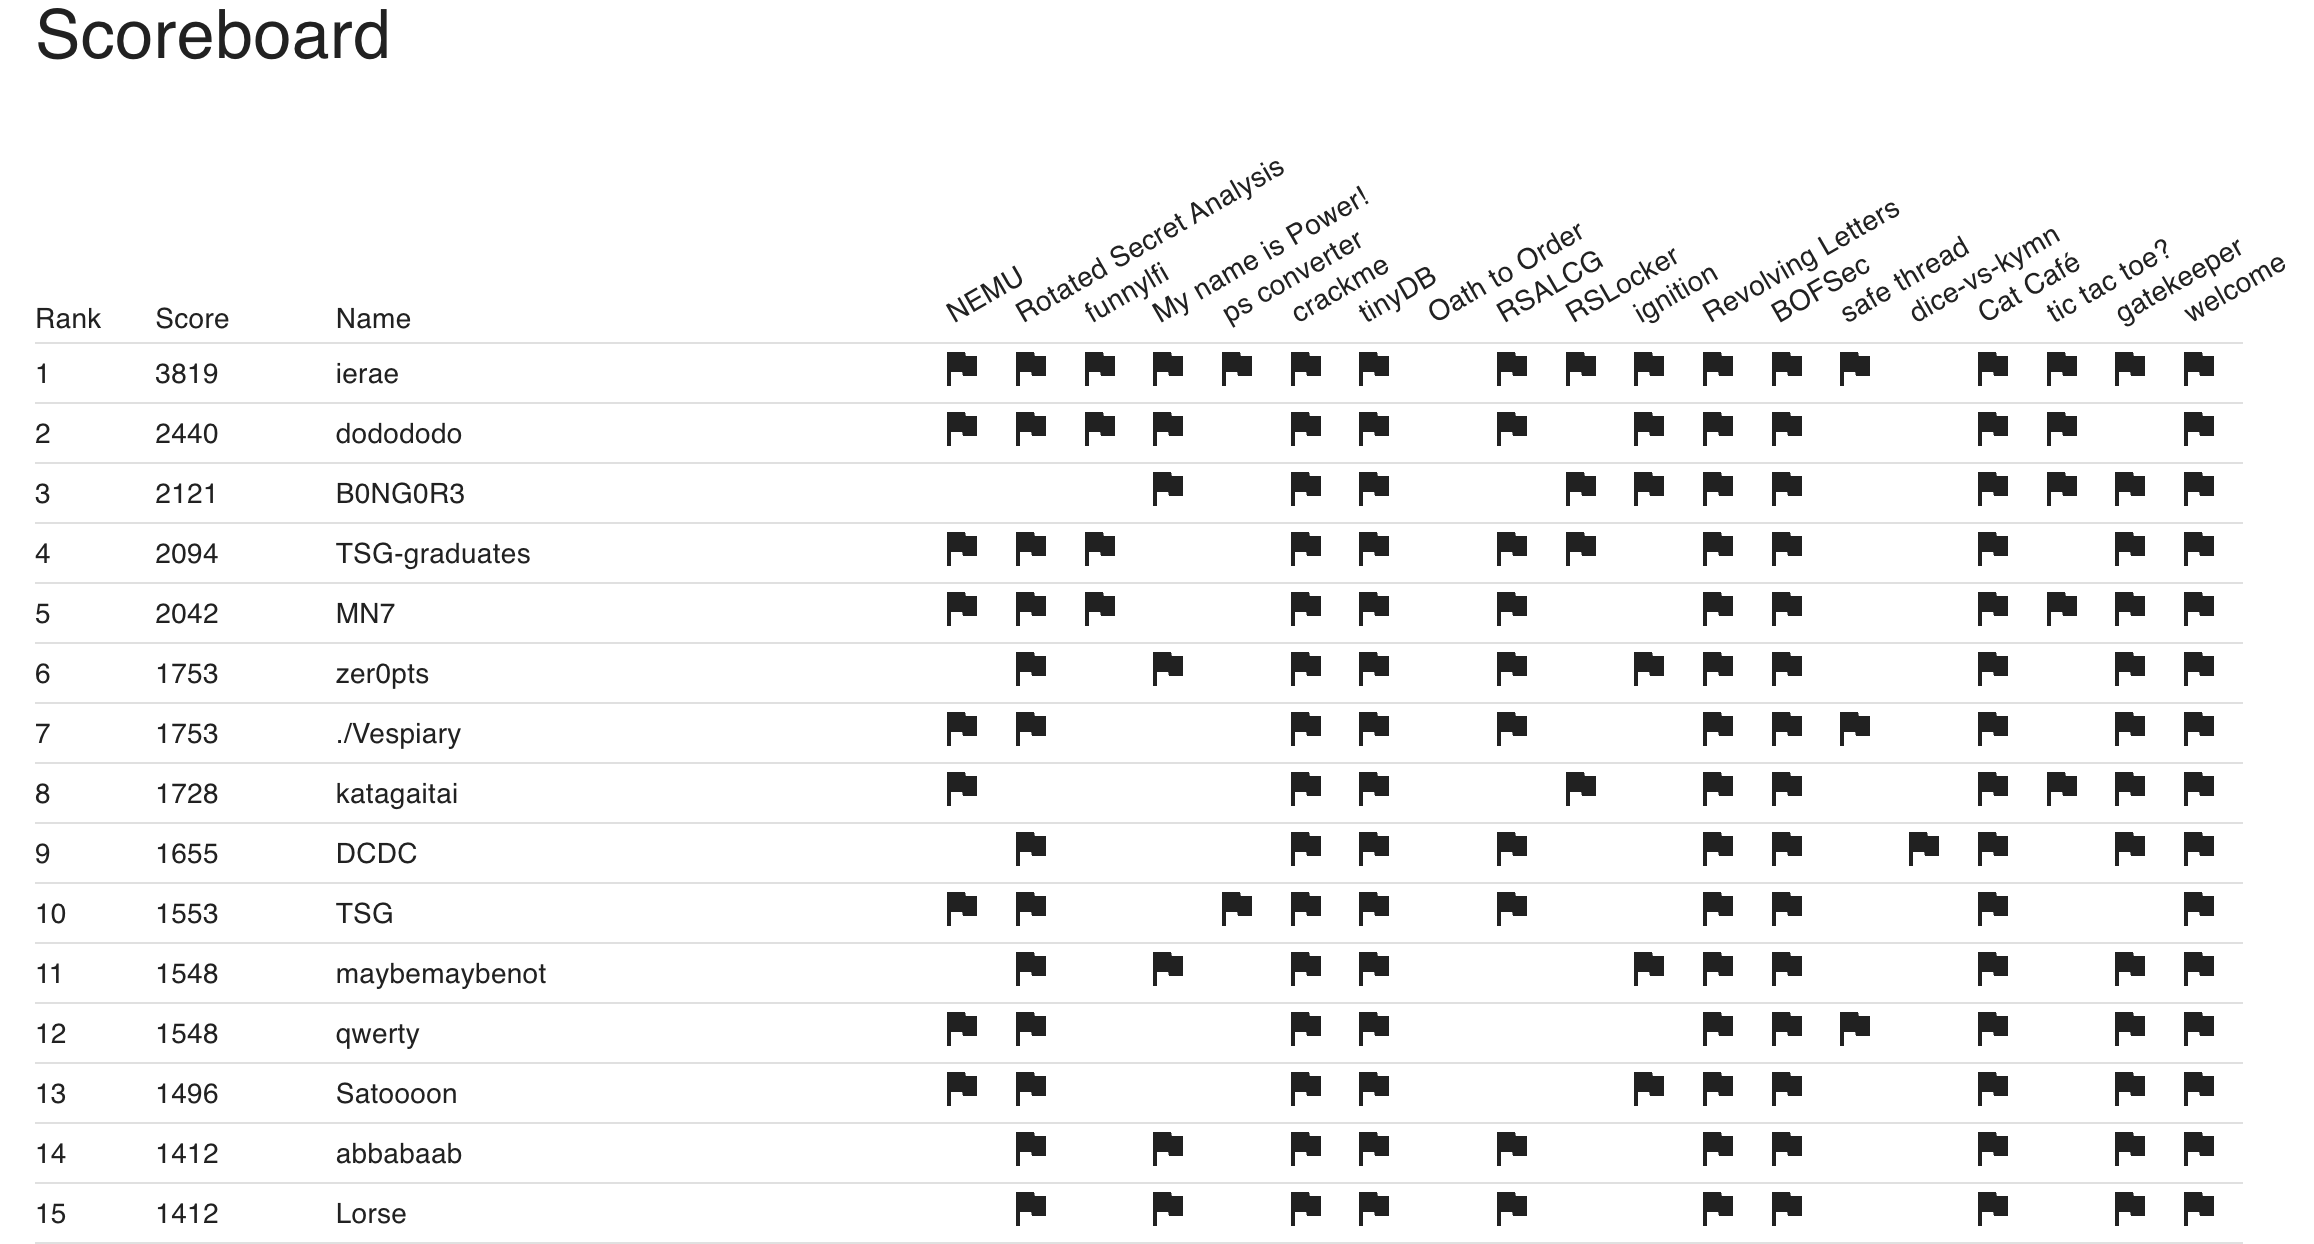 Scoreboard
Rank Score Name NEMU Rotated Secret Analysis funnylfi My name is Power! ps converter crackme tinyDB Oath to Order RSALCG RSLocker ignition Revolving Letters BOFSec safe thread dice-vs-kymn Cat Café tic tac toe? gatekeeper welcome
1 3819 ierae
2 2440 dodododo
3 2121 B0NG0R3
4 2094 TSG-graduates
5 2042 MN7
6 1753 zer0pts
7 1753 ./Vespiary
8 1728 katagaitai
9 1655 DCDC
10 1553 TSG
11 1548 maybemaybenot
12 1548 qwerty
13 1496 Satoooon
14 1412 abbabaab
15 1412 Lorse